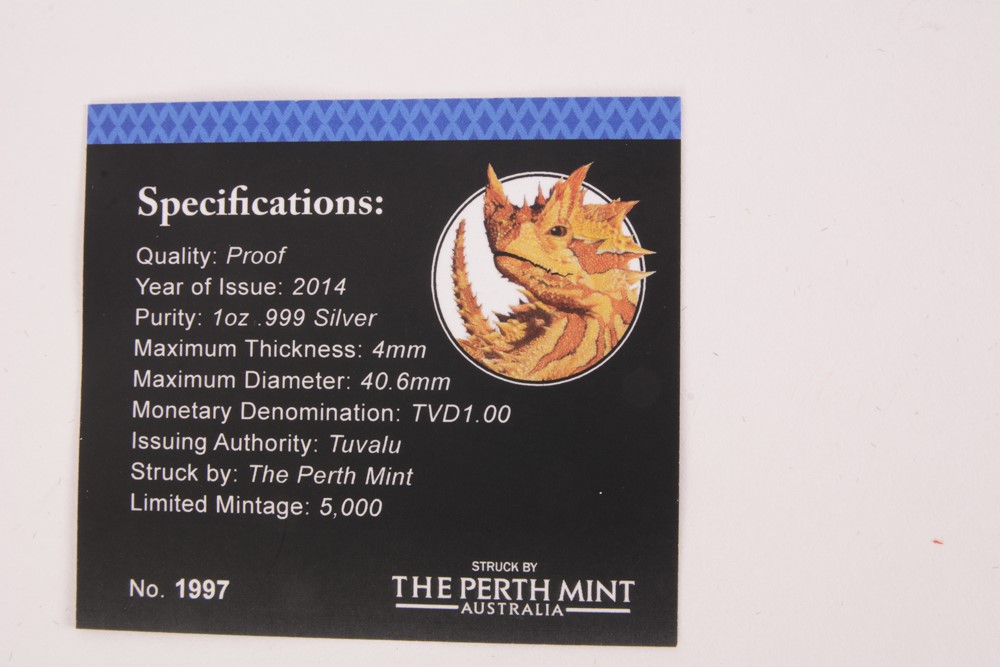 Specifications:
Quality: Proof
Year of Issue: 2014
Purity: 1oz .999 Silver
Maximum Thickness: 4mm
Maximum Diameter: 40.6mm
Monetary Denomination: TVD1.00
Issuing Authority: Tuvalu
Struck by: The Perth Mint
Limited Mintage: 5,000
No. 1997
STRUCK BY
THE PERTH MINT
AUSTRALIA